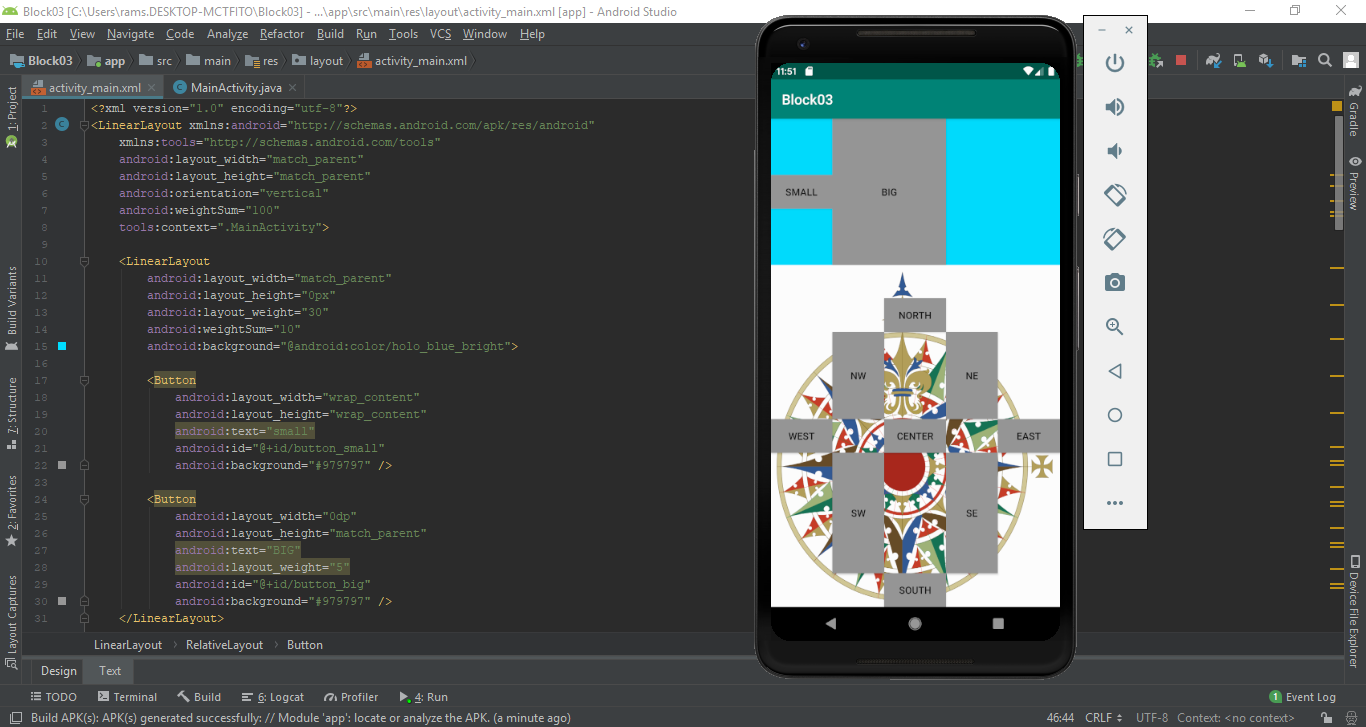 Block03 [C:\Users\rams.DESKTOP-MCTFITO\Block03] - ...\app\src\main\res\layout\activity_main.xml [app] - Android Studio
File Edit View Navigate Code Analyze Refactor Build Run Tools VCS Window Help
Block03 app src main res layout activity_main.xml
activity_main.xml MainActivity.java
1 <?xml version="1.0" encoding="utf-8"?>
2 <LinearLayout xmlns:android="http://schemas.android.com/apk/res/android"
3 xmlns:tools="http://schemas.android.com/tools"
4 android:layout_width="match_parent"
5 android:layout_height="match_parent"
6 android:orientation="vertical"
7 android:weightSum="100"
8 tools:context=".MainActivity">
9
10 <LinearLayout
11 android:layout_width="match_parent"
12 android:layout_height="0px"
13 android:layout_weight="30"
14 android:weightSum="10"
15 android:background="@android:color/holo_blue_bright">
16
17 <Button
18 android:layout_width="wrap_content"
19 android:layout_height="wrap_content"
20 android:text="small"
21 android:id="@+id/button_small"
22 android:background="#979797" />
23
24 <Button
25 android:layout_width="0dp"
26 android:layout_height="match_parent"
27 android:text="BIG"
28 android:layout_weight="5"
29 android:id="@+id/button_big"
30 android:background="#979797" />
31 </LinearLayout>
LinearLayout RelativeLayout Button
Design Text
TODO Terminal Build 6: Logcat Profiler 4: Run
1 Event Log
Build APK(s): APK(s) generated successfully: // Module 'app': locate or analyze the APK. (a minute ago)
46:44 CRLF UTF-8 Context: <no context>
1: Project
Build Variants
7: Structure
2: Favorites
Layout Captures
Gradle
Preview
Device File Explorer
11:51
Block03
SMALL BIG
NORTH
NW NE
WEST CENTER EAST
SW SE
SOUTH